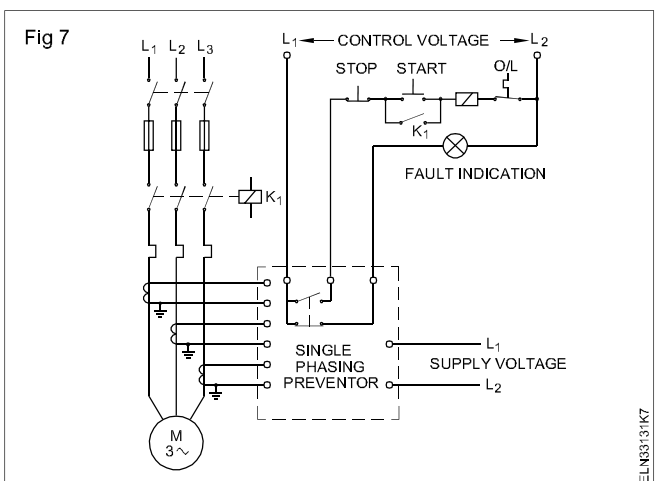 Fig 7
L1 L2 L3
L1 CONTROL VOLTAGE L2
STOP START O/L
K1
FAULT INDICATION
K1
SINGLE
PHASING
PREVENTOR
L1
SUPPLY VOLTAGE
L2
M
3~
ELN33131K7